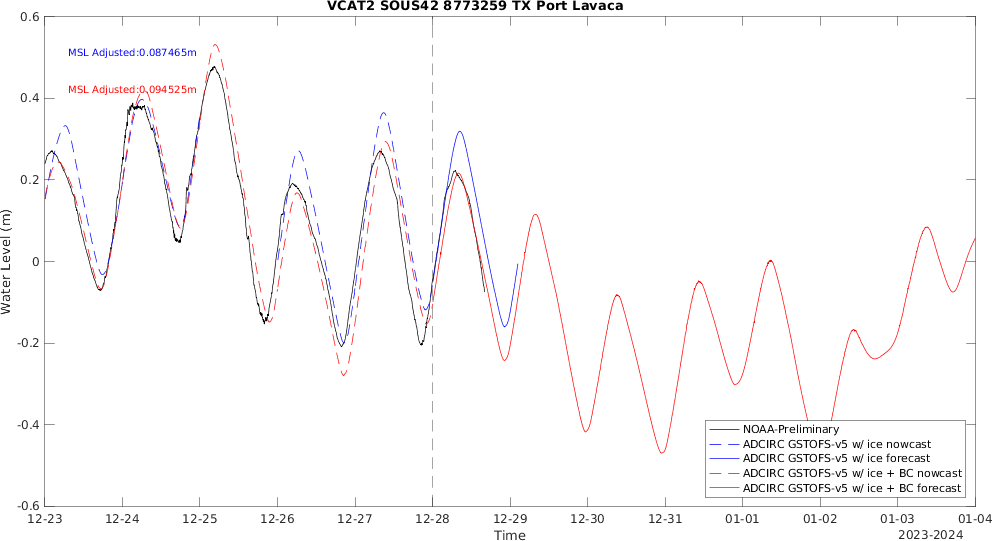 VCAT2 SOUS42 8773259 TX Port Lavaca
0.6
MSL Adjusted:0.087465m
MSL Adjusted:0.094525m
0.4
0.2
0
-0.2
-0.4
-0.6
Water Level (m)
NOAA-Preliminary
ADCIRC GSTOFS-v5 w/ ice nowcast
ADCIRC GSTOFS-v5 w/ ice forecast
ADCIRC GSTOFS-v5 w/ ice + BC nowcast
ADCIRC GSTOFS-v5 w/ ice + BC forecast
12-23 12-24 12-25 12-26 12-27 12-28 12-29 12-30 12-31 01-01 01-02 01-03 01-04
Time
2023-2024